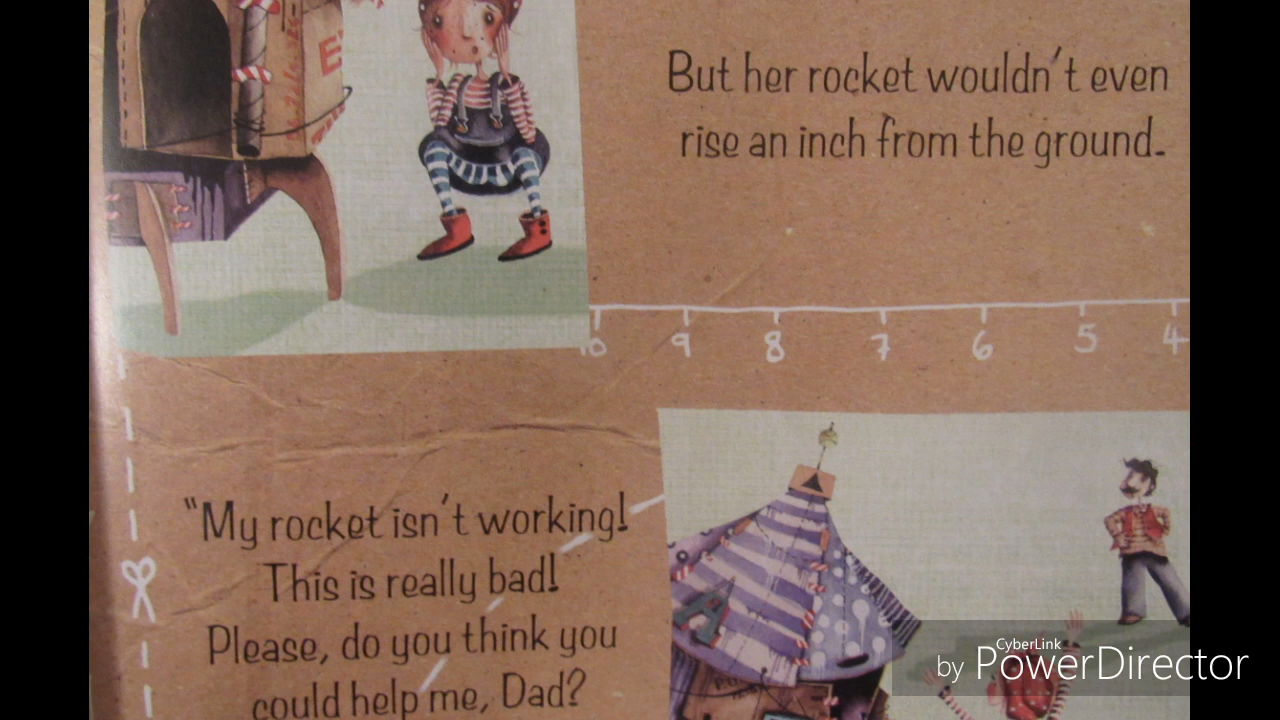 But her rocket wouldn't even
rise an inch from the ground.
10 9 8 7 6 5 4
"My rocket isn't working!
This is really bad!
Please, do you think you
could help me, Dad?
A
CyberLink
by PowerDirector